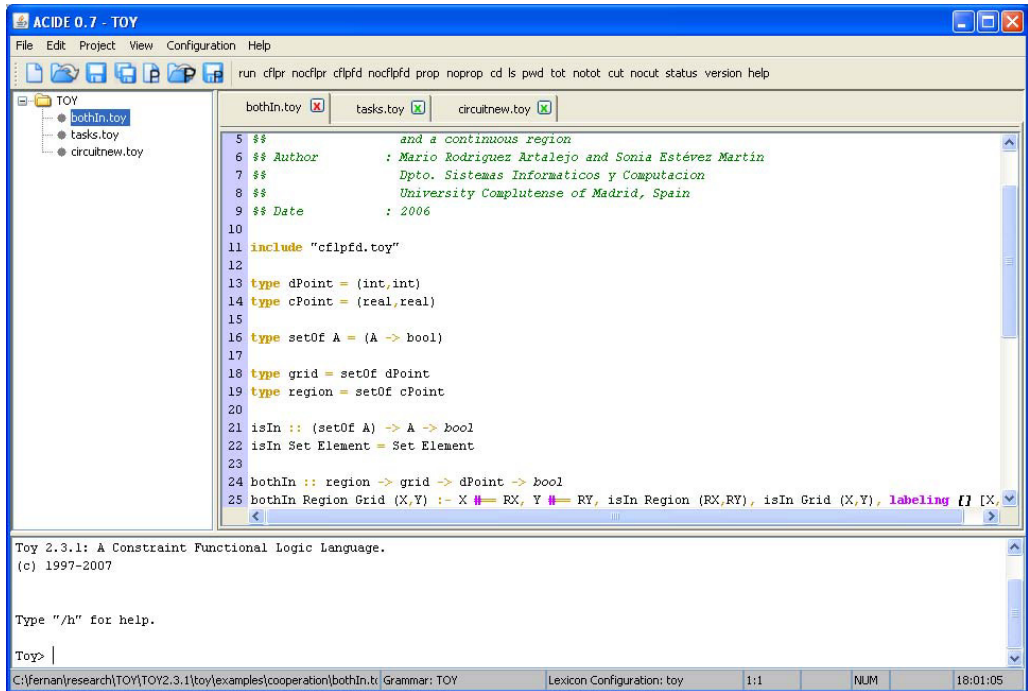 ACIDE 0.7 - TOY
File Edit Project View Configuration Help
run cflpr nocflpr cflpfd nocflpfd prop noprop cd ls pwd tot notot cut nocut status version help
TOY
bothIn.toy
tasks.toy
circuitnew.toy
bothIn.toy tasks.toy circuitnew.toy
5 $$ and a continuous region
6 $$ Author : Mario Rodriguez Artalejo and Sonia Estévez Martín
7 $$ Dpto. Sistemas Informaticos y Computacion
8 $$ University Complutense of Madrid, Spain
9 $$ Date : 2006
10
11 include "cflpfd.toy"
12
13 type dPoint = (int,int)
14 type cPoint = (real,real)
15
16 type setOf A = (A -> bool)
17
18 type grid = setOf dPoint
19 type region = setOf cPoint
20
21 isIn :: (setOf A) -> A -> bool
22 isIn Set Element = Set Element
23
24 bothIn :: region -> grid -> dPoint -> bool
25 bothIn Region Grid (X,Y) :- X #== RX, Y #== RY, isIn Region (RX,RY), isIn Grid (X,Y), labeling [] [X,
Toy 2.3.1: A Constraint Functional Logic Language.
(c) 1997-2007
Type "/h" for help.
Toy>
C:\fernan\research\TOY\TOY2.3.1\toy\examples\cooperation\bothIn.to Grammar: TOY Lexicon Configuration: toy 1:1 NUM 18:01:05